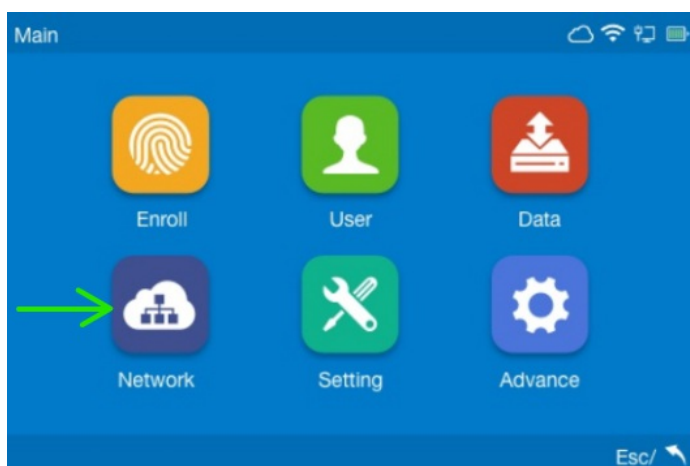 Main
Enroll
User
Data
Network
Setting
Advance
Esc/